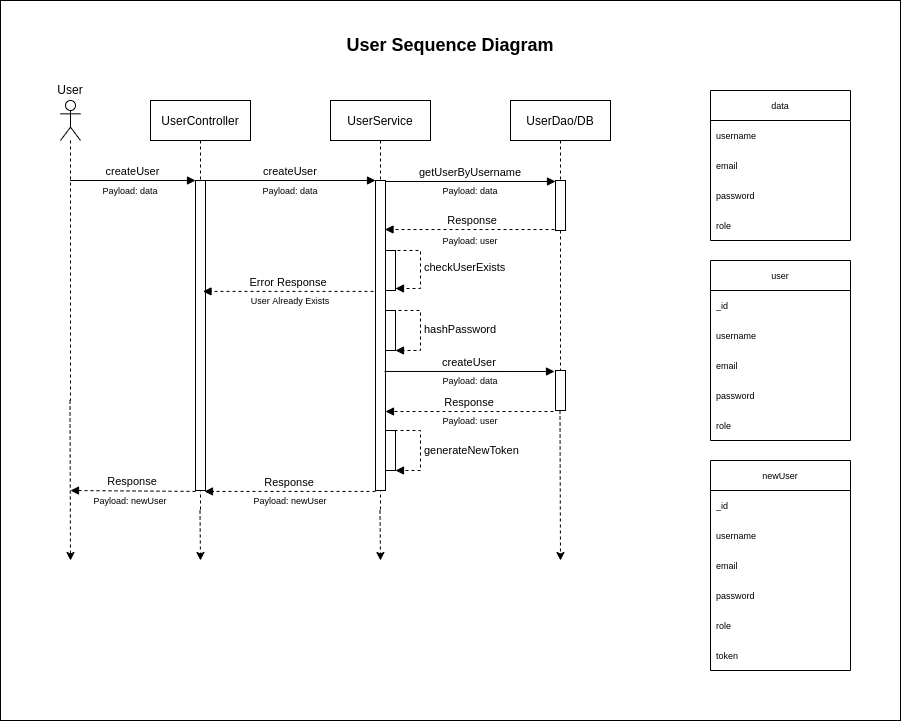 User Sequence Diagram
User
UserController
UserService
UserDao/DB
createUser
Payload: data
createUser
Payload: data
getUserByUsername
Payload: data
Response
Payload: user
checkUserExists
Error Response
User Already Exists
hashPassword
createUser
Payload: data
Response
Payload: user
generateNewToken
Response
Payload: newUser
Response
Payload: newUser
data
username
email
password
role
user
_id
username
email
password
role
newUser
_id
username
email
password
role
token